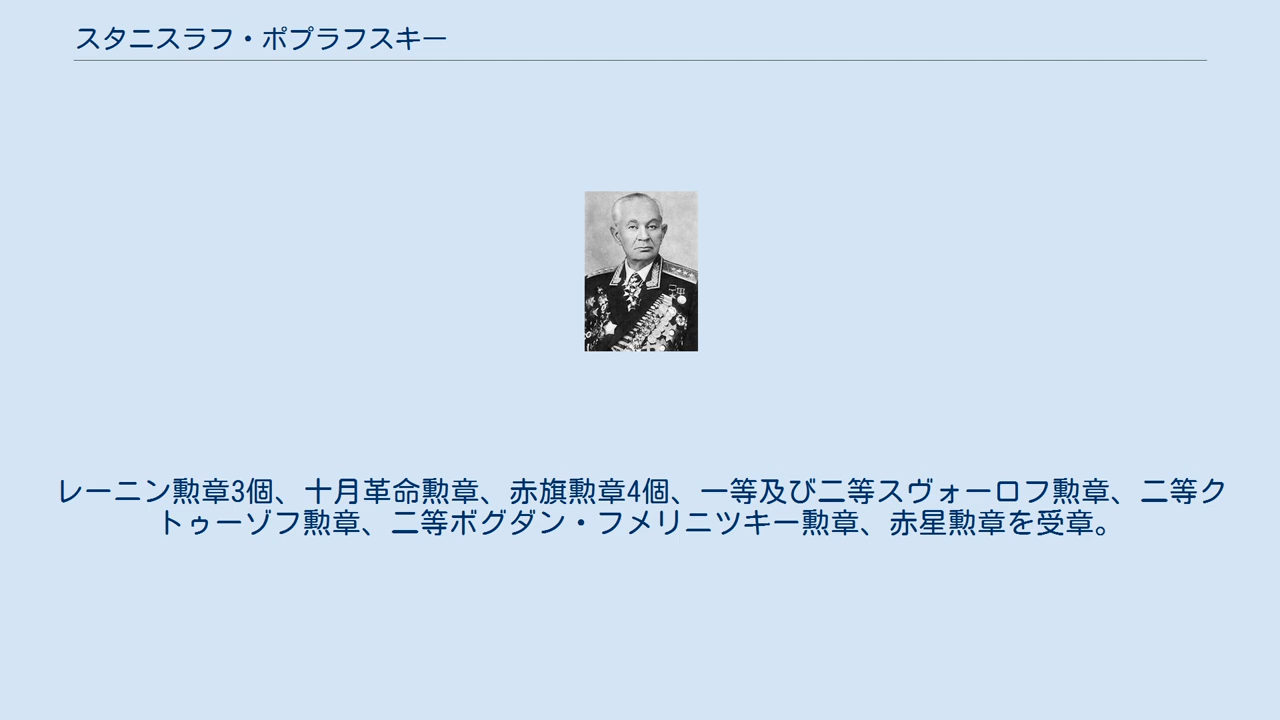 スタニスラフ・ポプラフスキー
レーニン勲章3個、十月革命勲章、赤旗勲章4個、一等及び二等スヴォーロフ勲章、二等ク
トゥーゾフ勲章、二等ボグダン・フメリニツキー勲章、赤星勲章を受章。